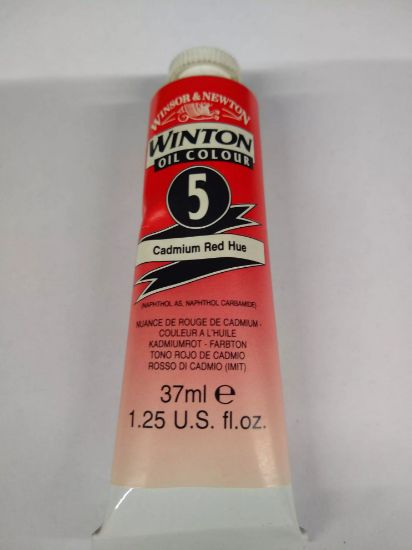 WINSOR & NEWTON
WINTON
OIL COLOUR
5
Cadmium Red Hue
(NAPHTHOL AS, NAPHTHOL CARBAMIDE)
NUANCE DE ROUGE DE CADMIUM -
COULEUR A L'HUILE
KADMIUMROT - FARBTON
TONO ROJO DE CADMIO
ROSSO DI CADMIO (IMIT)
37ml ℮
1.25 U.S. fl.oz.